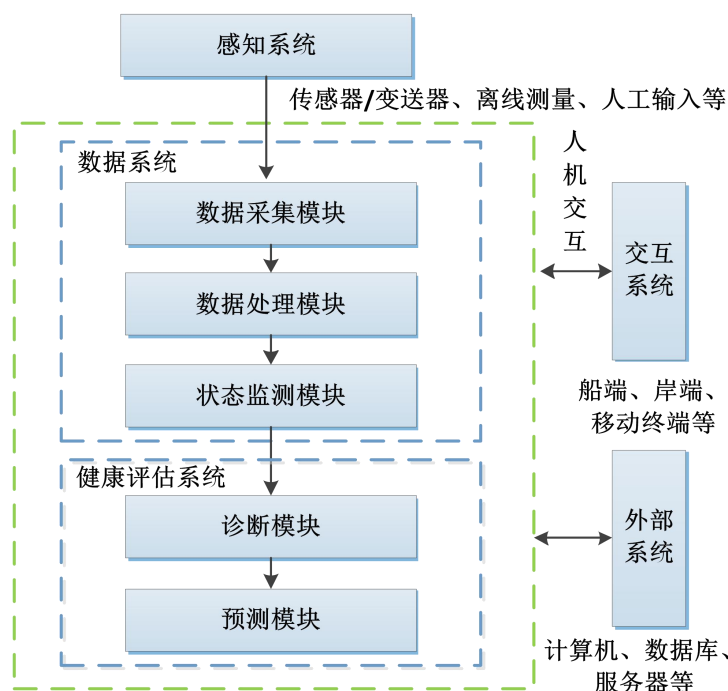 感知系统
传感器/变送器、离线测量、人工输入等
数据系统
数据采集模块
数据处理模块
状态监测模块
健康评估系统
诊断模块
预测模块
人
机
交
互
交互
系统
船端、岸端、
移动终端等
外部
系统
计算机、数据库、
服务器等